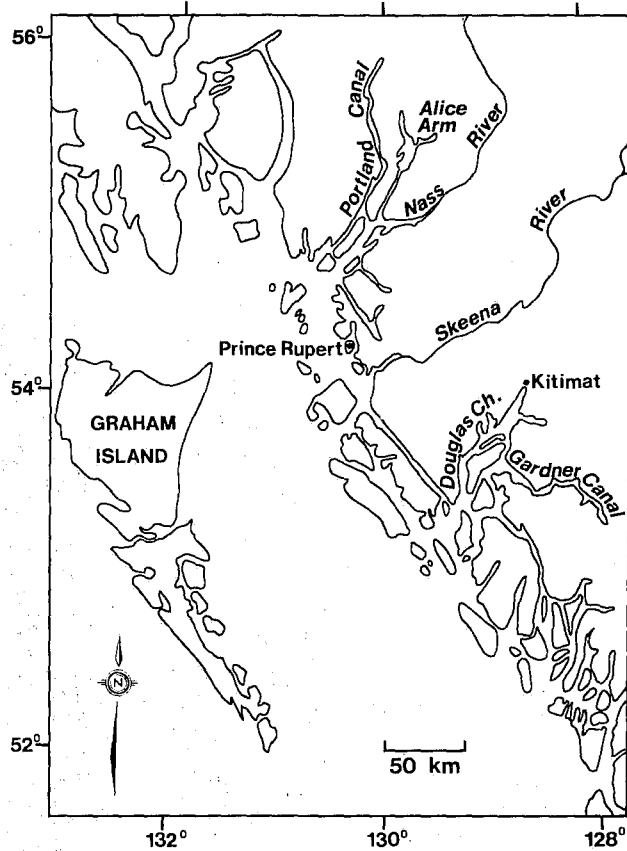 56°
Portland Canal
Alice
Arm
Nass River
Skeena River
Prince Rupert
54°
Kitimat
GRAHAM
ISLAND
Douglas Ch.
Gardner Canal
N
52°
50 km
132°
130°
128°